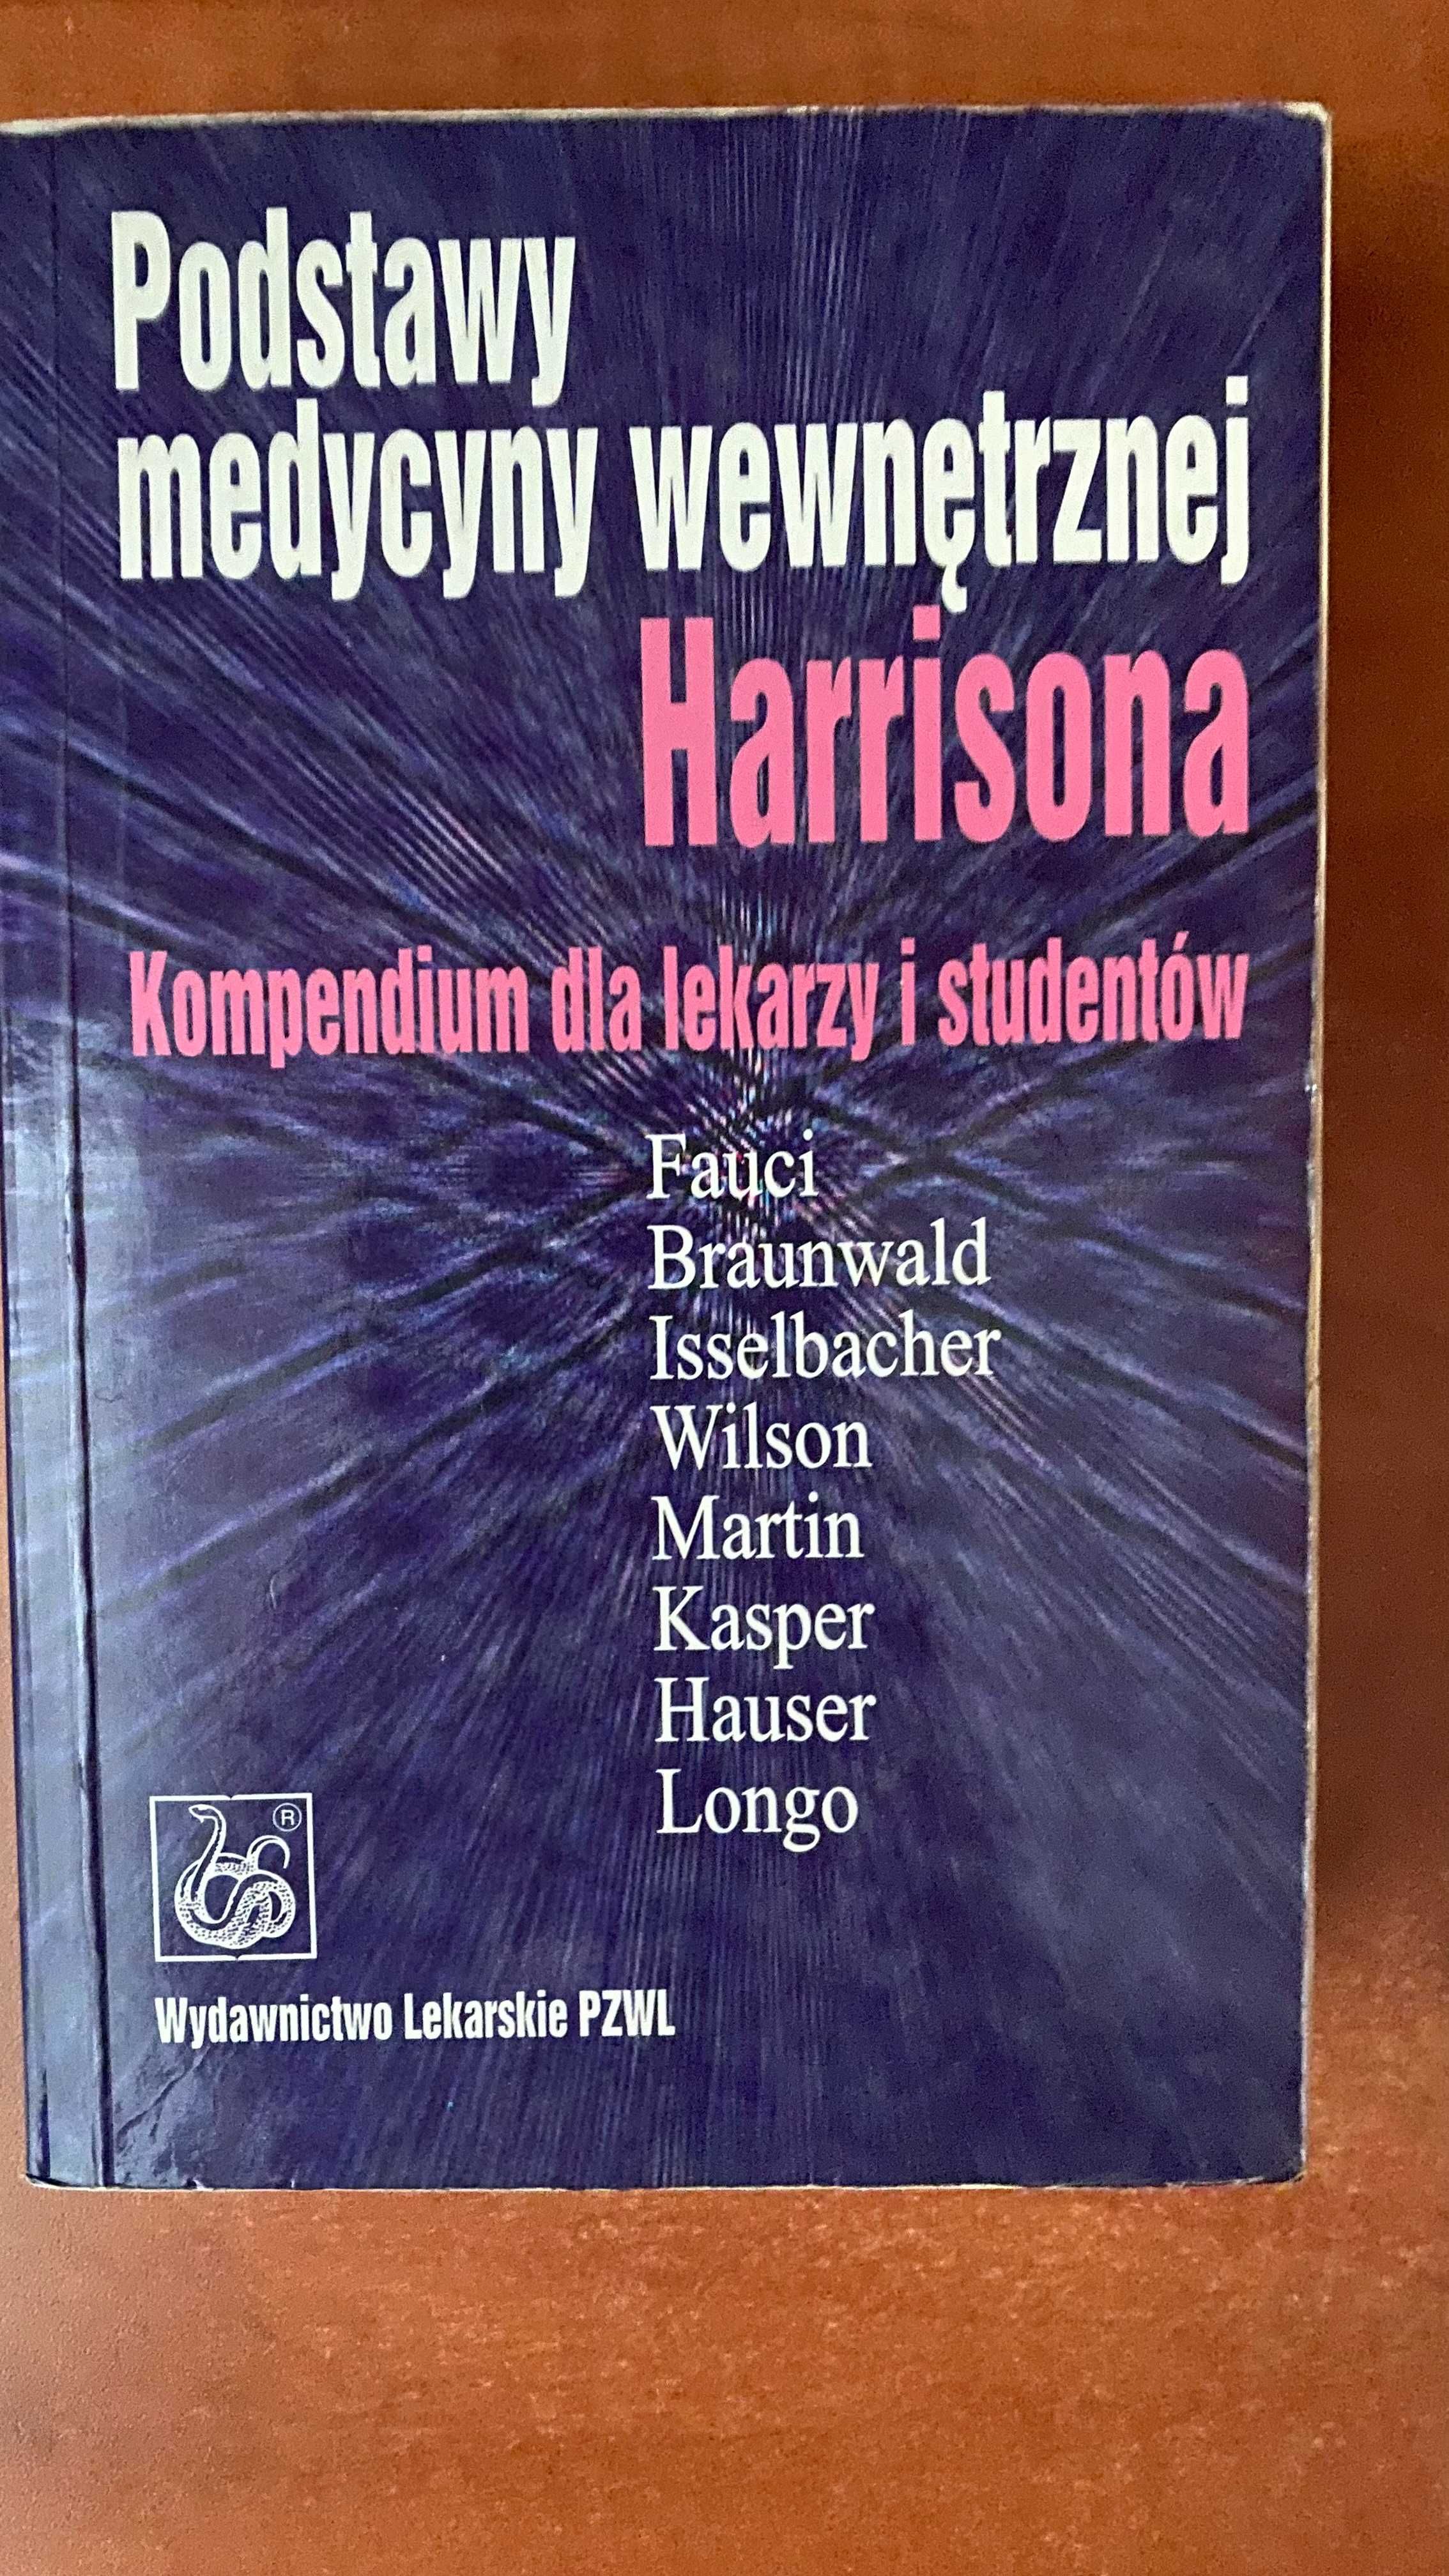 Podstawy
medycyny wewnętrznej
Harrisona
Kompendium dla lekarzy i studentów
Fauci
Braunwald
Isselbacher
Wilson
Martin
Kasper
Hauser
Longo
®
Wydawnictwo Lekarskie PZWL